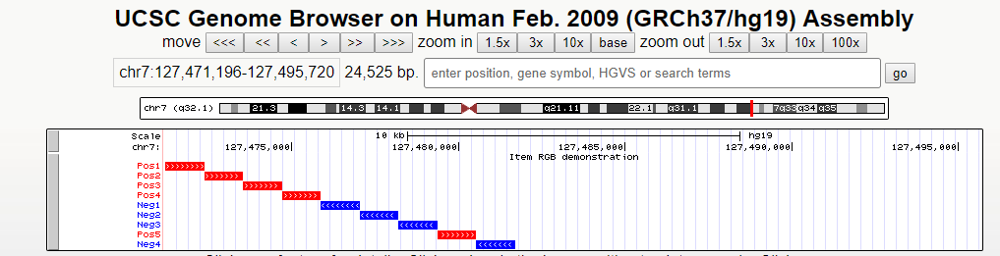 UCSC Genome Browser on Human Feb. 2009 (GRCh37/hg19) Assembly
move <<< << < > >> >>> zoom in 1.5x 3x 10x base zoom out 1.5x 3x 10x 100x
chr7:127,471,196-127,495,720 24,525 bp. enter position, gene symbol, HGVS or search terms go
chr7 (q32.1) 21.3 14.3 14.1 q21.11 22.1 q31.1 7q33 q34 q35
Scale 10 kb hg19
chr7: 127,475,000 127,480,000 127,485,000 127,490,000 127,495,000
Item RGB demonstration
Pos1
Pos2
Pos3
Pos4
Neg1
Neg2
Neg3
Pos5
Neg4